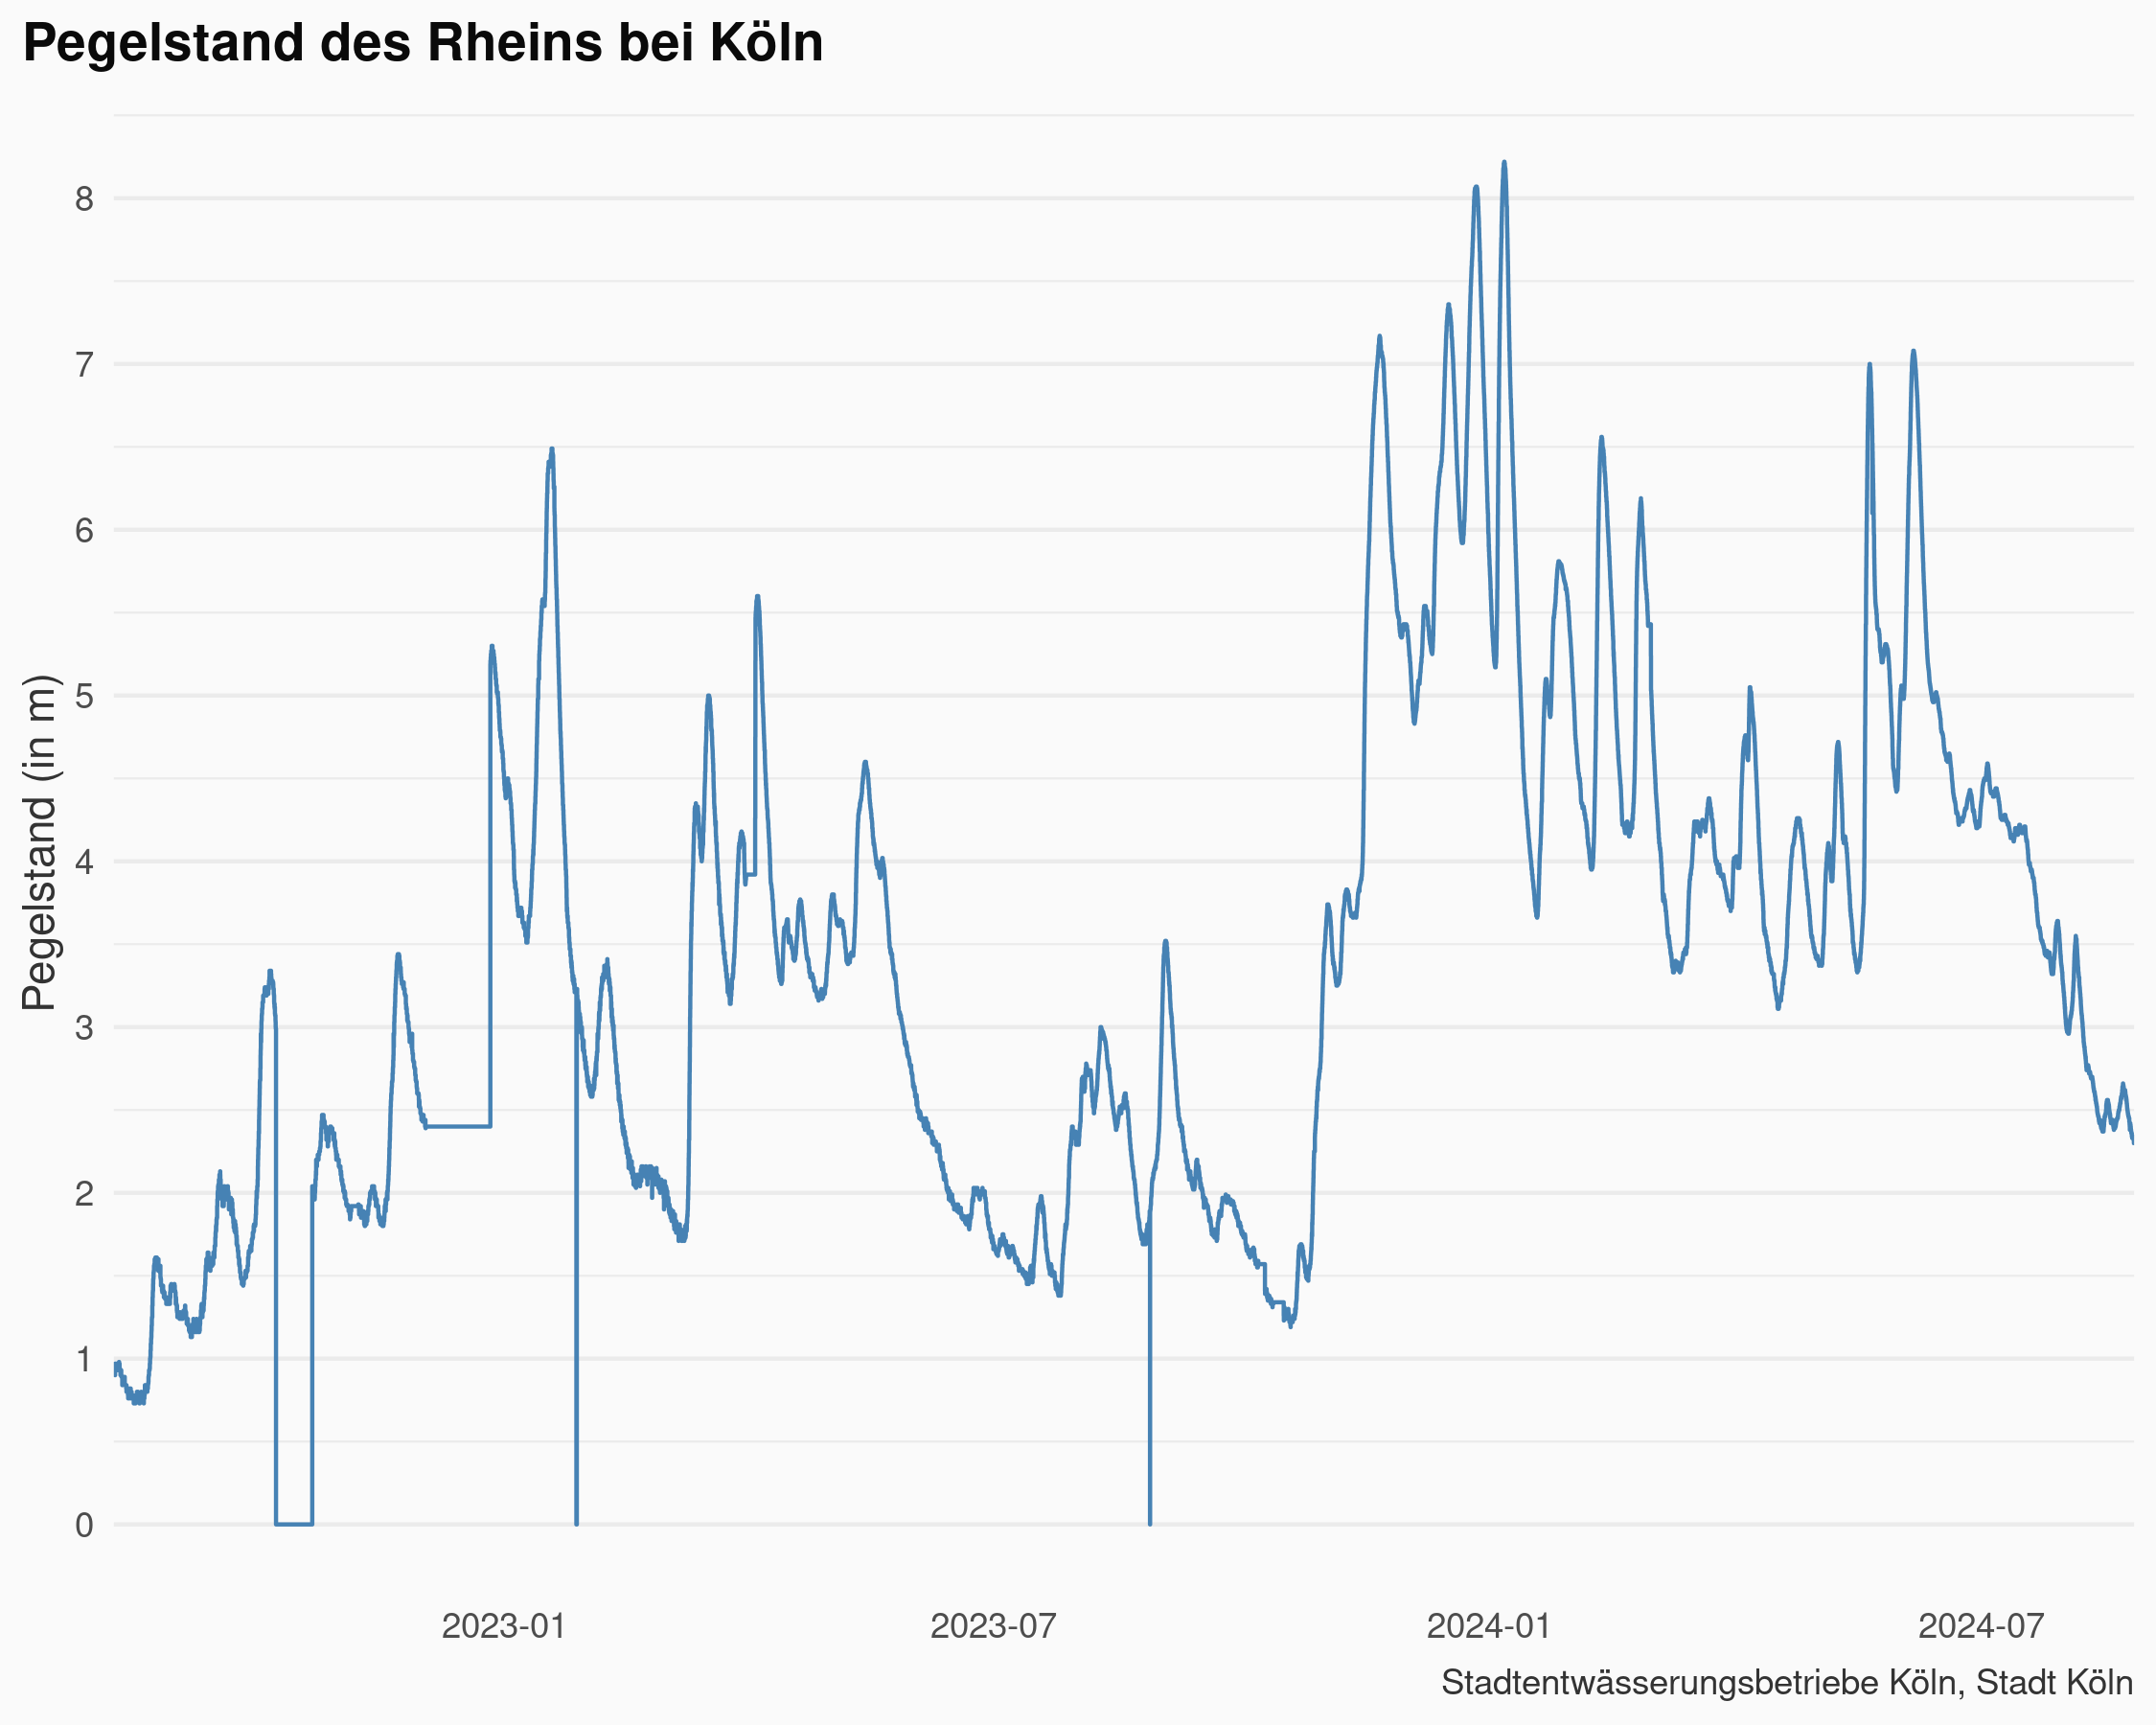 Pegelstand des Rheins bei Köln
Pegelstand (in m)
8
7
6
5
4
3
2
1
0
2023-01 2023-07 2024-01 2024-07
Stadtentwässerungsbetriebe Köln, Stadt Köln